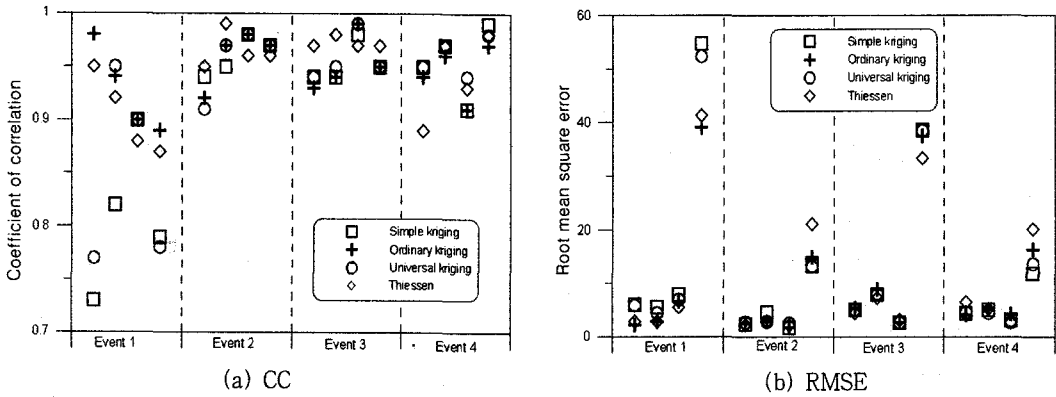 Coefficient of correlation
1
0.9
0.8
0.7
Simple kriging
Ordinary kriging
Universal kriging
Thiessen
Event 1
Event 2
Event 3
Event 4
(a) CC
Root mean square error
60
40
20
0
Simple kriging
Ordinary kriging
Universal kriging
Thiessen
Event 1
Event 2
Event 3
Event 4
(b) RMSE